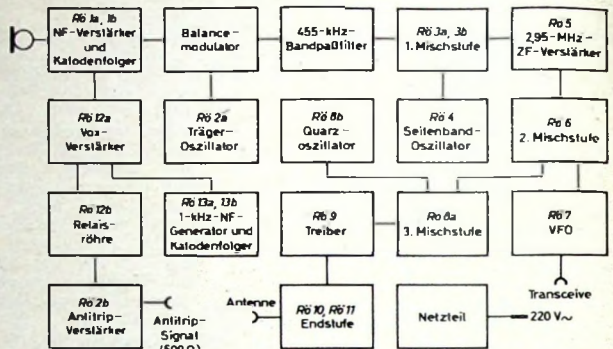 Rö 1a, 1b
NF-Verstärker
und
Katodenfolger
Balance-
modulator
455-kHz-
Bandpaßfilter
Rö 3a, 3b
1. Mischstufe
Rö 5
2,95-MHz-
ZF-Verstärker
Rö 12a
Vox-
Verstärker
Rö 2a
Träger-
Oszillator
Rö 8b
Quarz-
oszillator
Rö 4
Seitenband-
Oszillator
Rö 6
2. Mischstufe
Rö 12b
Relais-
röhre
Rö 13a, 13b
1-kHz-NF-
Generator und
Katodenfolger
Rö 9
Treiber
Rö 8a
3. Mischstufe
Rö 7
VFO
Rö 2b
Antitrip-
Verstärker
Antitrip-
Signal
(500 Ω)
Antenne
Rö 10, Rö 11
Endstufe
Netzteil
Transceive
220 V~